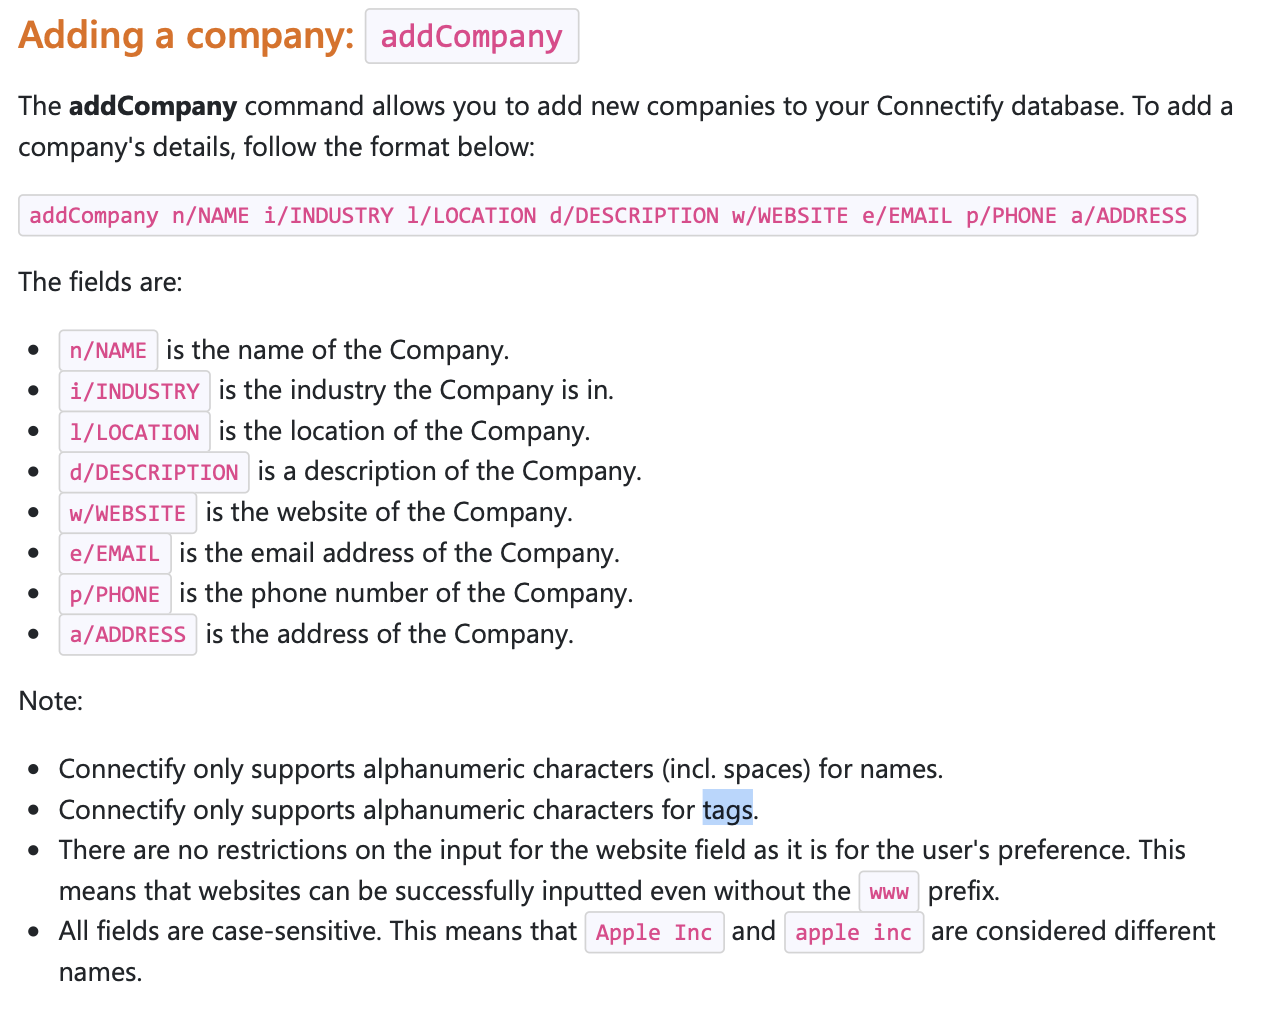 Adding a company: addCompany
The addCompany command allows you to add new companies to your Connectify database. To add a
company's details, follow the format below:
addCompany n/NAME i/INDUSTRY l/LOCATION d/DESCRIPTION w/WEBSITE e/EMAIL p/PHONE a/ADDRESS
The fields are:
• n/NAME is the name of the Company.
• i/INDUSTRY is the industry the Company is in.
• l/LOCATION is the location of the Company.
• d/DESCRIPTION is a description of the Company.
• w/WEBSITE is the website of the Company.
• e/EMAIL is the email address of the Company.
• p/PHONE is the phone number of the Company.
• a/ADDRESS is the address of the Company.
Note:
• Connectify only supports alphanumeric characters (incl. spaces) for names.
• Connectify only supports alphanumeric characters for tags.
• There are no restrictions on the input for the website field as it is for the user's preference. This
means that websites can be successfully inputted even without the www prefix.
• All fields are case-sensitive. This means that Apple Inc and apple inc are considered different
names.